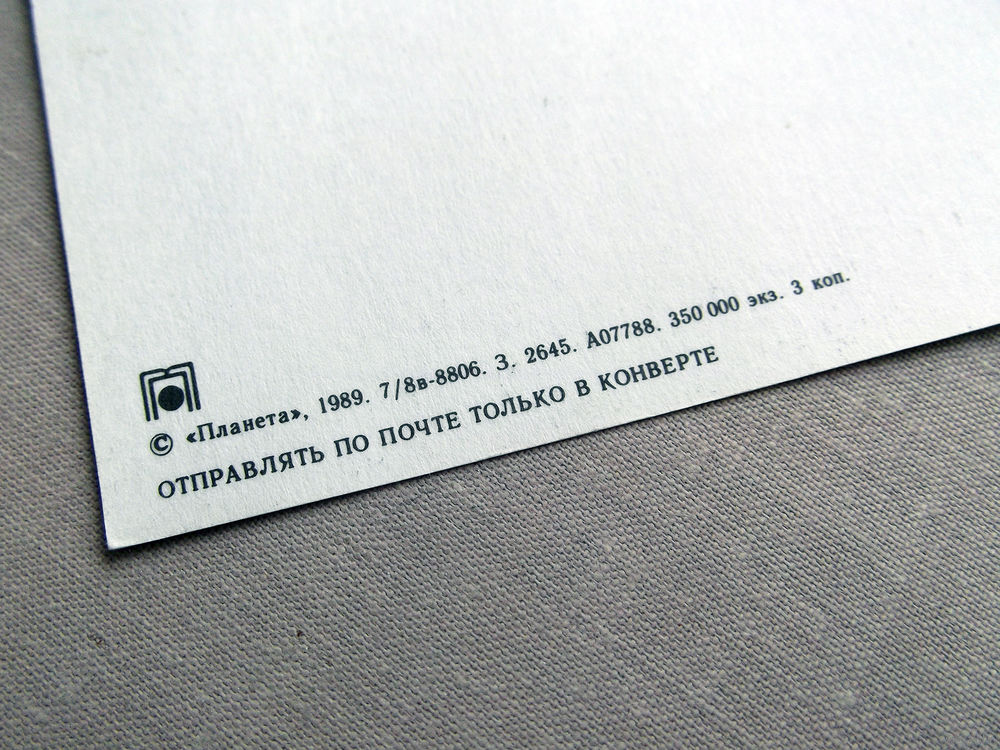 © «Планета», 1989. 7/8в-8806. З. 2645. А07788. 350 000 экз. 3 коп.
ОТПРАВЛЯТЬ ПО ПОЧТЕ ТОЛЬКО В КОНВЕРТЕ